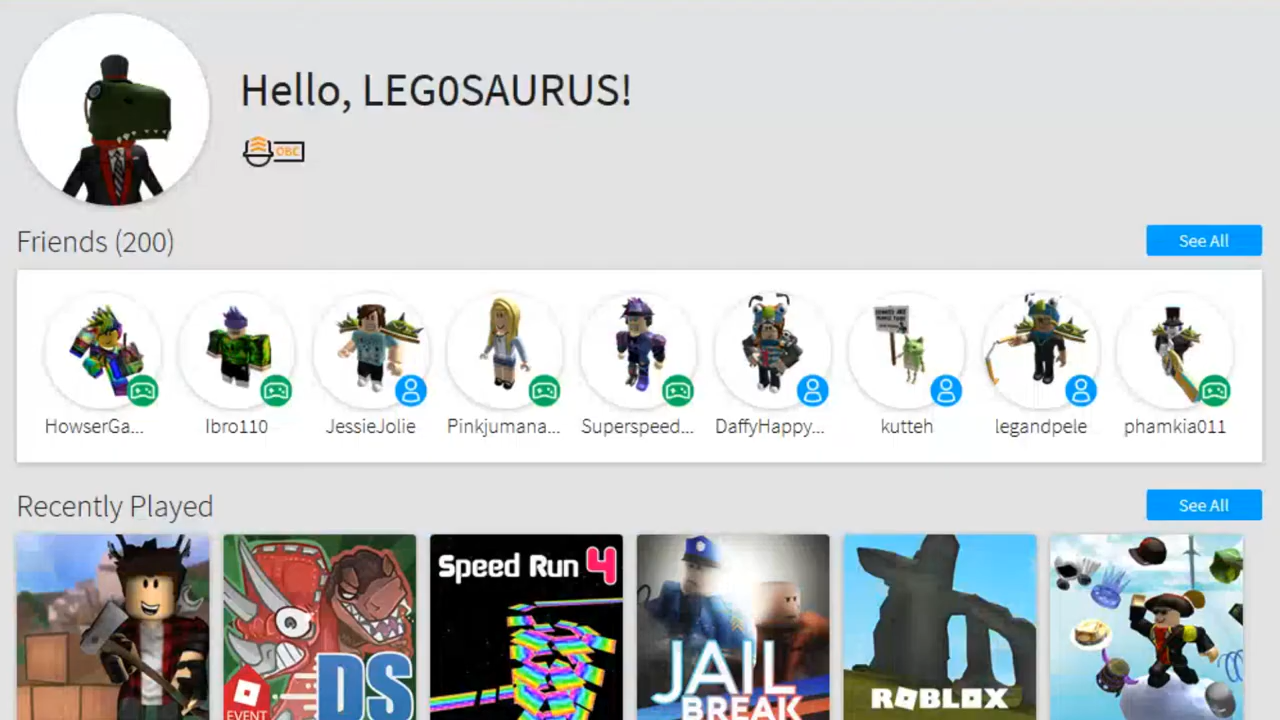 Hello, LEG0SAURUS!
OBC
Friends (200)
See All
HowserGa...
Ibro110
JessieJolie
Pinkjumana...
Superspeed...
DaffyHappy...
kutteh
legandpele
phamkia011
Recently Played
See All
EVENT
DS
Speed Run 4
JAIL
BREAK
ROBLOX